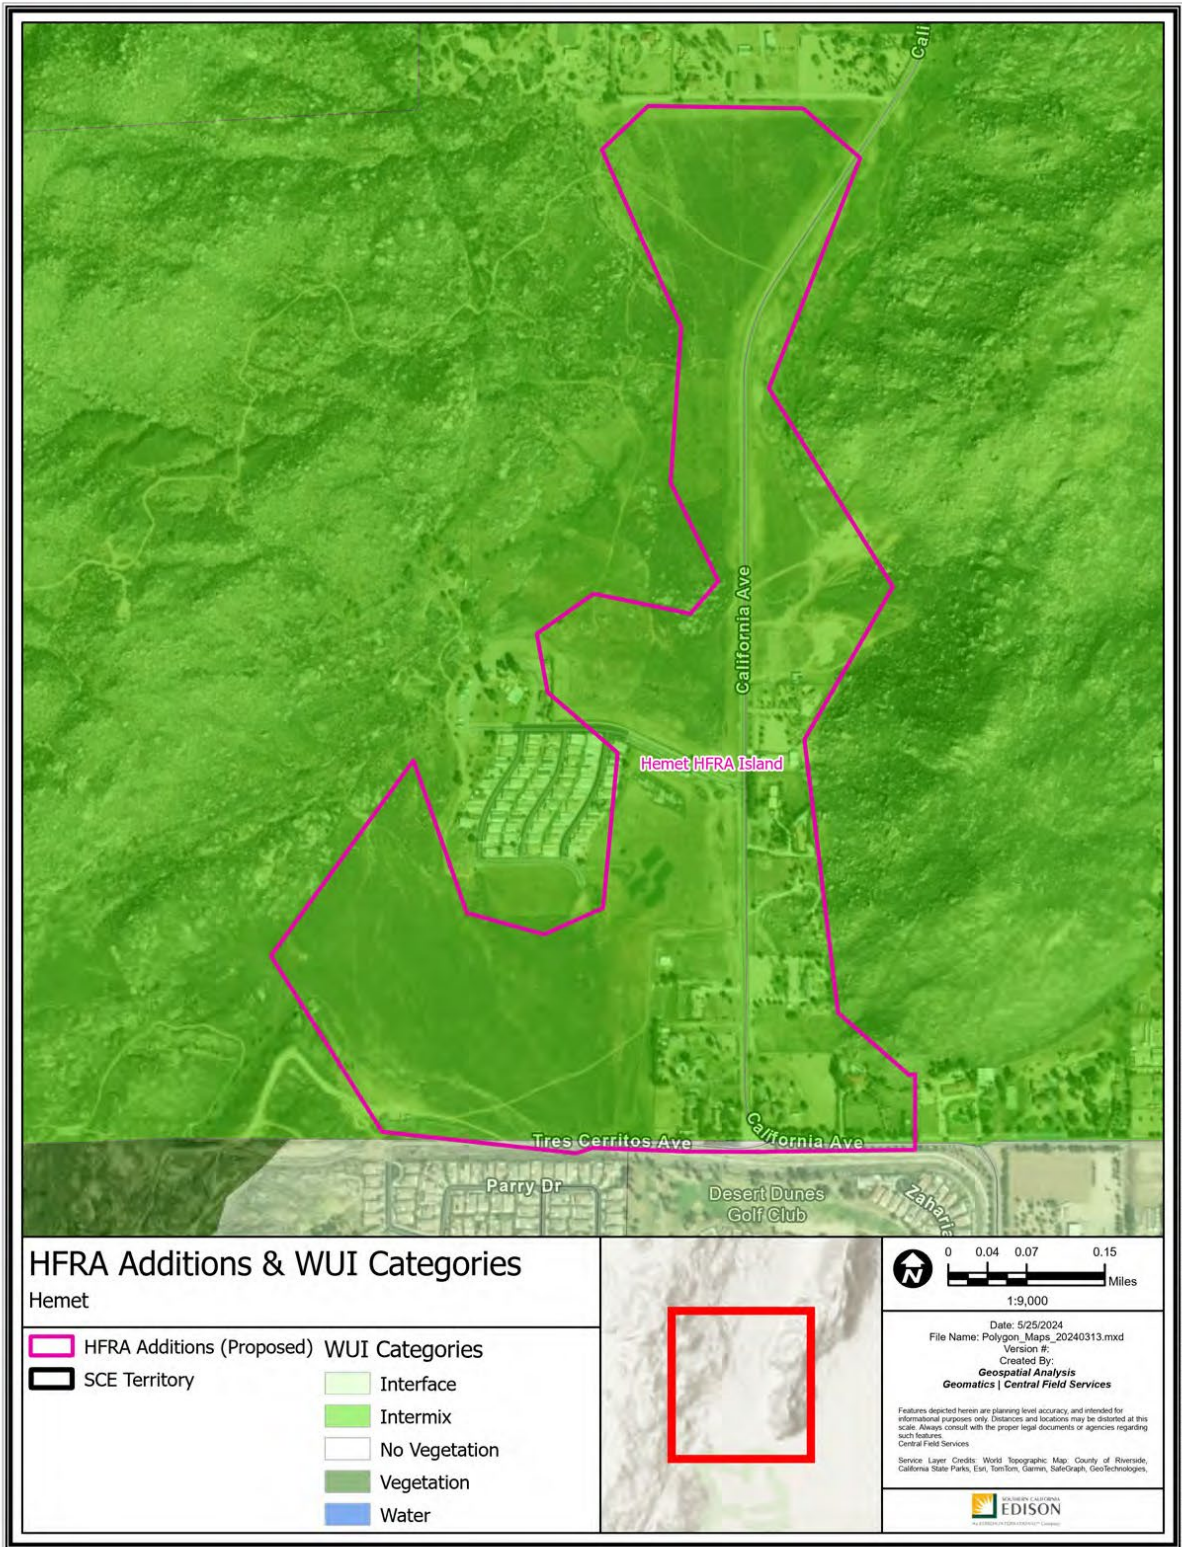 Cali
California Ave
Hemet HFRA Island
Tres Cerritos Ave
California Ave
Parry Dr
Desert Dunes
Golf Club
HFRA Additions & WUI Categories
Hemet
HFRA Additions (Proposed)
SCE Territory
WUI Categories
Interface
Intermix
No Vegetation
Vegetation
Water
N
0 0.04 0.07 0.15
Miles
1:9,000
Date: 5/25/2024
File Name: Polygon_Maps_20240313.mxd
Version #:
Created By:
Geospatial Analysis
Geomatics | Central Field Services
Features depicted herein are planning level accuracy, and intended for
informational purposes only. Distances and locations may be distorted at this
scale. Always consult with the proper legal documents or agencies regarding
such features.
Central Field Services
Service Layer Credits: World Topographic Map: County of Riverside,
California State Parks, Esri, TomTom, Garmin, SafeGraph, GeoTechnologies,
SOUTHERN CALIFORNIA
EDISON
An EDISON INTERNATIONAL® Company